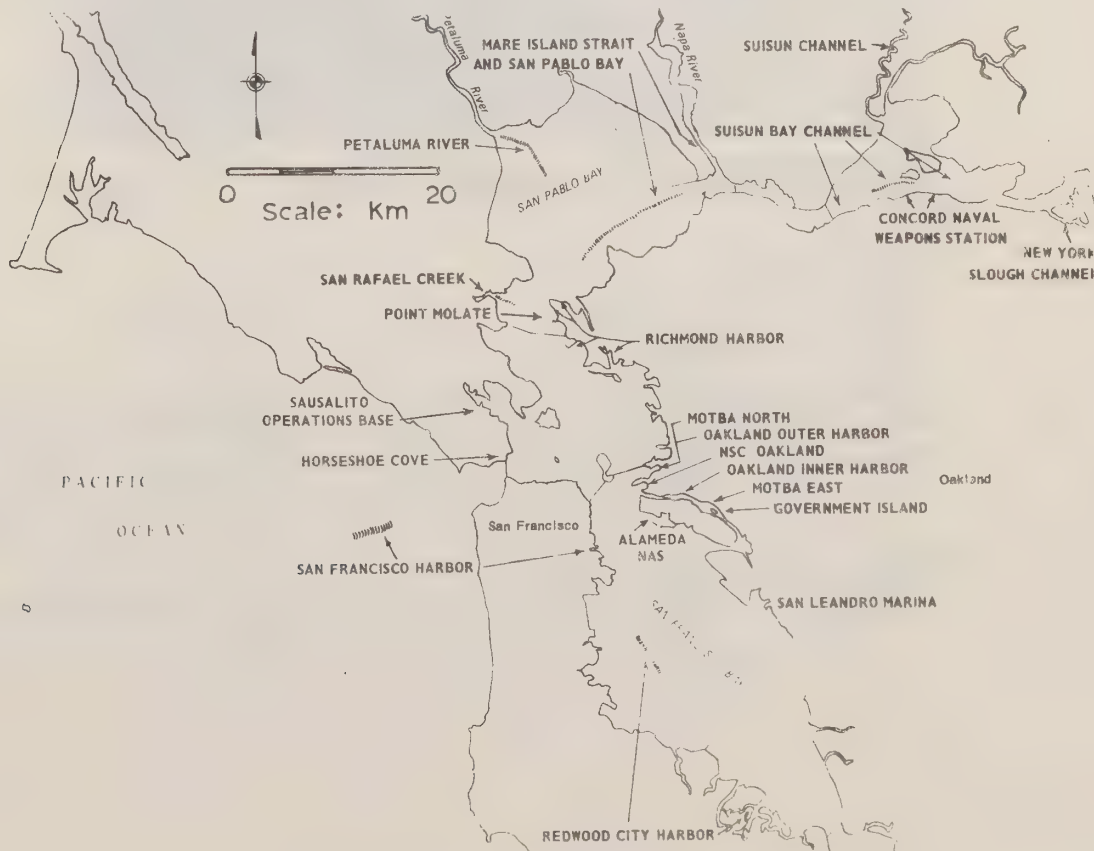 Petaluma
River
MARE ISLAND STRAIT
AND SAN PABLO BAY
Napa River
SUISUN CHANNEL
PETALUMA RIVER
SUISUN BAY CHANNEL
0 20
Scale: Km
SAN PABLO BAY
CONCORD NAVAL
WEAPONS STATION
NEW YORK
SLOUGH CHANNEL
SAN RAFAEL CREEK
POINT MOLATE
RICHMOND HARBOR
SAUSALITO
OPERATIONS BASE
MOTBA NORTH
OAKLAND OUTER HARBOR
NSC OAKLAND
HORSESHOE COVE
OAKLAND INNER HARBOR
MOTBA EAST
Oakland
GOVERNMENT ISLAND
PACIFIC
OCEAN
San Francisco
ALAMEDA
NAS
SAN FRANCISCO HARBOR
SAN LEANDRO MARINA
REDWOOD CITY HARBOR